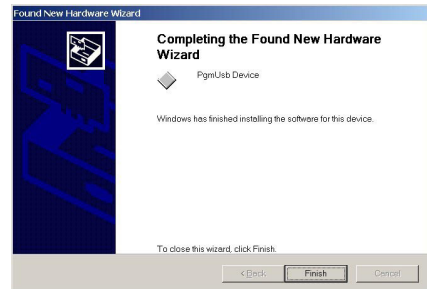 Found New Hardware Wizard
Completing the Found New Hardware
Wizard
PgmUsb Device
Windows has finished installing the software for this device.
To close this wizard, click Finish.
< Back
Finish
Cancel